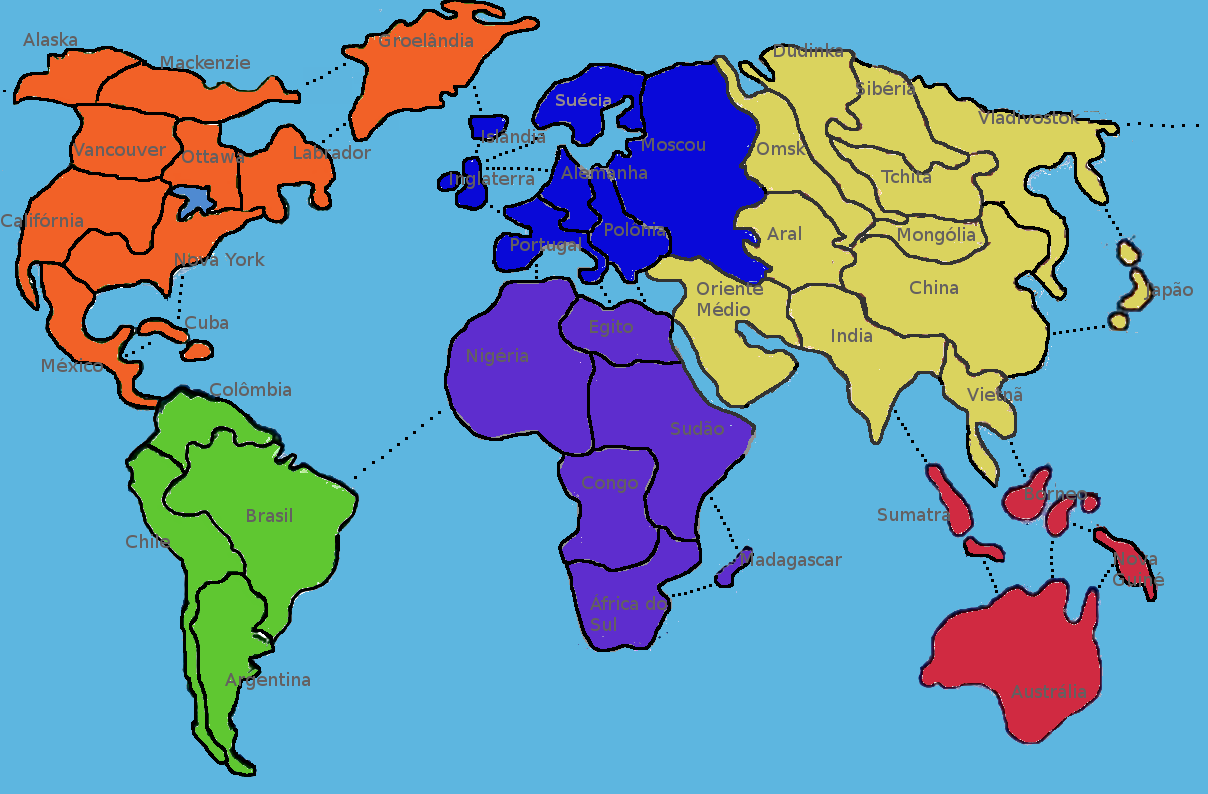 Alaska
Mackenzie
Groelândia
Vancouver
Ottawa
Labrador
Califórnia
Nova York
Cuba
México
Colômbia
Brasil
Chile
Argentina
Suécia
Islândia
Moscou
Inglaterra
Alemanha
Polônia
Portugal
Nigéria
Egito
Sudão
Congo
Madagascar
África do
Sul
Dudinka
Sibéria
Vladivostok
Omsk
Tchita
Aral
Mongólia
Oriente
Médio
China
Japão
India
Vietnã
Sumatra
Borneo
Nova
Guiné
Austrália